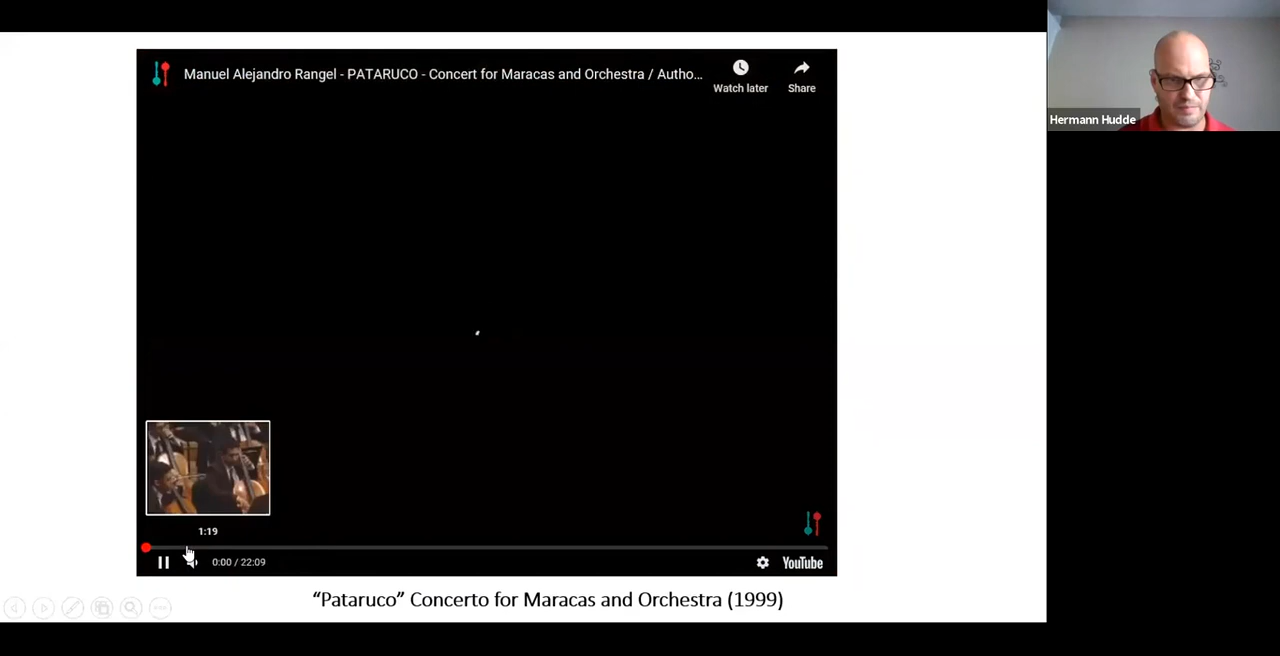 Manuel Alejandro Rangel - PATARUCO - Concert for Maracas and Orchestra / Autho...
Watch later
Share
Hermann Hudde
1:19
0:00 / 22:09
YouTube
“Pataruco” Concerto for Maracas and Orchestra (1999)